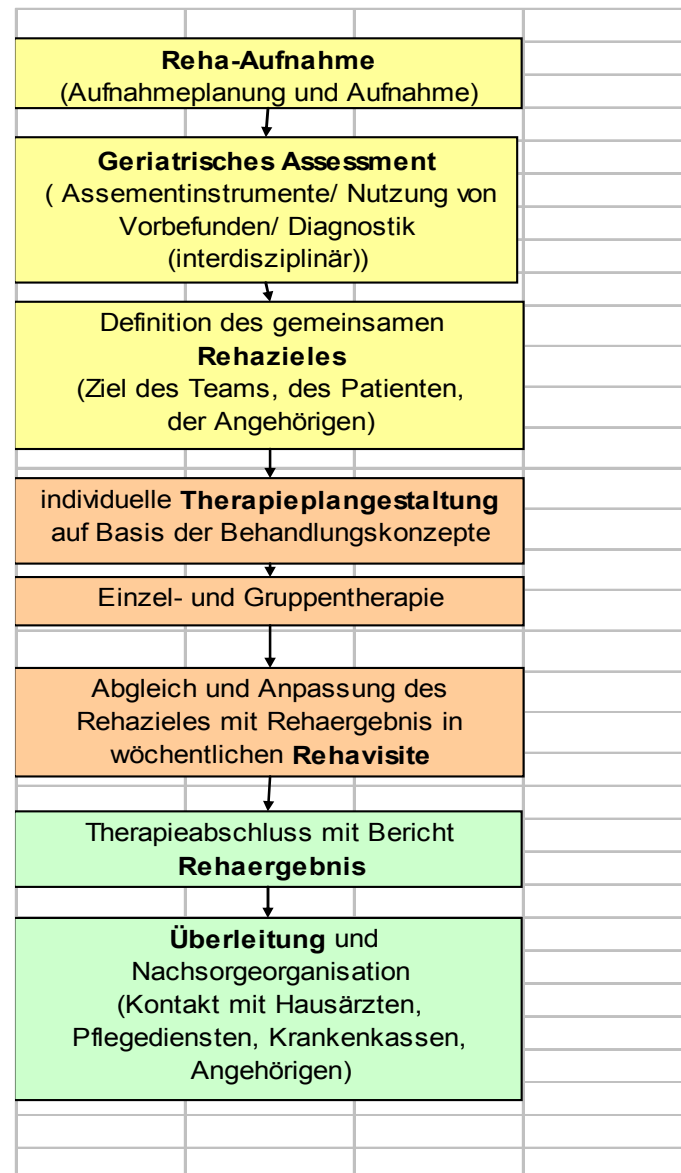 Reha-Aufnahme
(Aufnahmeplanung und Aufnahme)
Geriatrisches Assessment
( Assementinstrumente/ Nutzung von
Vorbefunden/ Diagnostik
(interdisziplinär))
Definition des gemeinsamen
Rehazieles
(Ziel des Teams, des Patienten,
der Angehörigen)
individuelle Therapieplangestaltung
auf Basis der Behandlungskonzepte
Einzel- und Gruppentherapie
Abgleich und Anpassung des
Rehazieles mit Rehaergebnis in
wöchentlichen Rehavisite
Therapieabschluss mit Bericht
Rehaergebnis
Überleitung und
Nachsorgeorganisation
(Kontakt mit Hausärzten,
Pflegediensten, Krankenkassen,
Angehörigen)